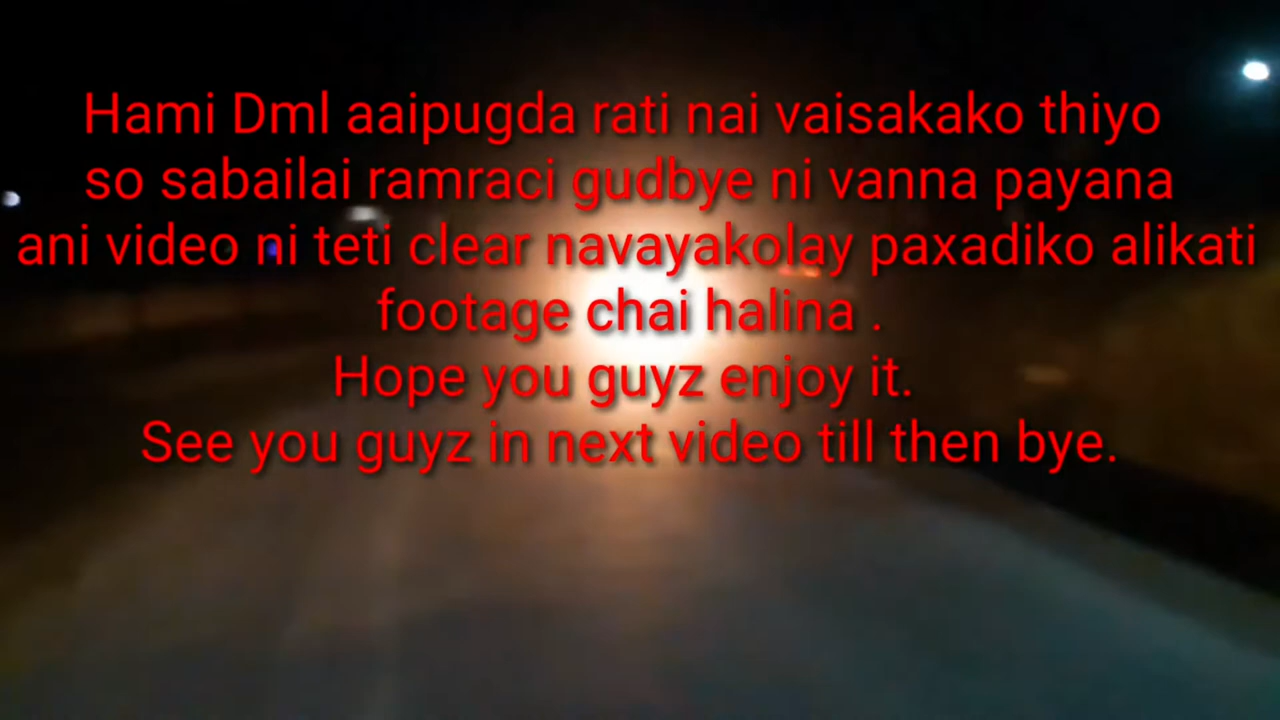 Hami Dml aaipugda rati nai vaisakako thiyo
so sabailai ramraci gudbye ni vanna payana
ani video ni teti clear navayakolay paxadiko alikati
footage chai halina .
Hope you guyz enjoy it.
See you guyz in next video till then bye.